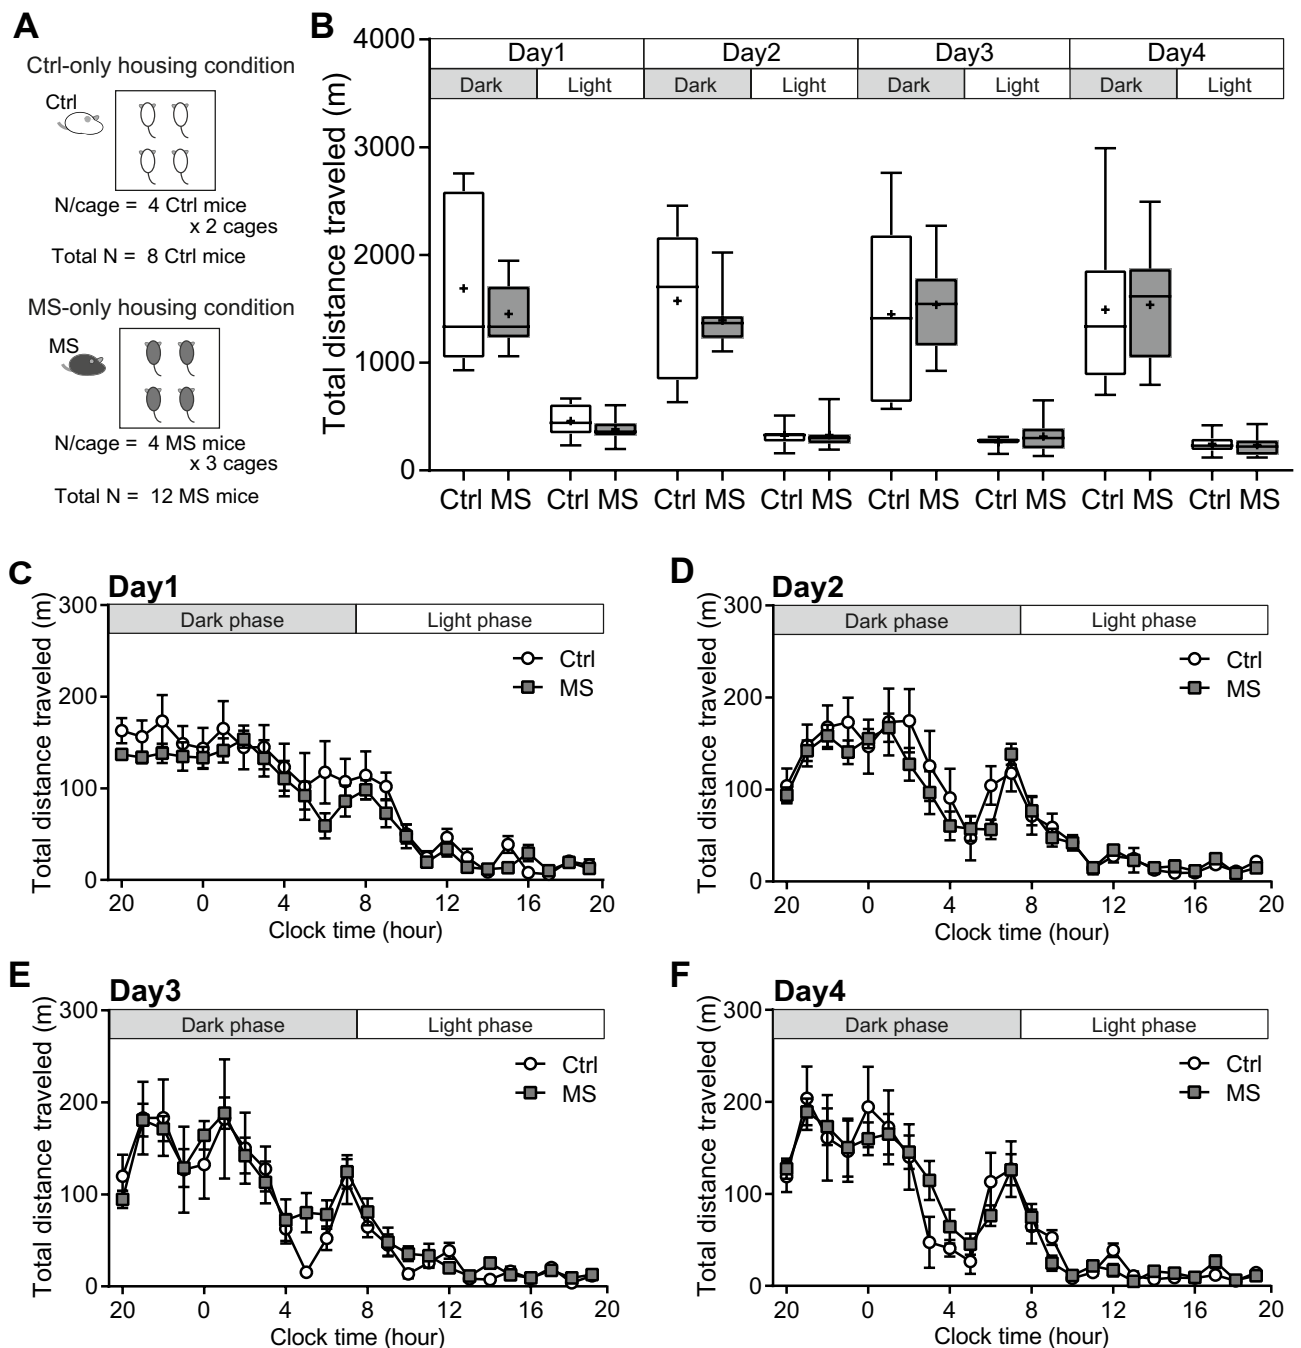 A
Ctrl-only housing condition
Ctrl
N/cage = 4 Ctrl mice
x 2 cages
Total N = 8 Ctrl mice
MS-only housing condition
MS
N/cage = 4 MS mice
x 3 cages
Total N = 12 MS mice
B
Total distance traveled (m)
4000
3000
2000
1000
0
Day1 Day2 Day3 Day4
Dark Light Dark Light Dark Light Dark Light
Ctrl MS Ctrl MS Ctrl MS Ctrl MS Ctrl MS Ctrl MS Ctrl MS Ctrl MS
C
Day1
Total distance traveled (m)
300
200
100
0
Dark phase Light phase
Ctrl
MS
20 0 4 8 12 16 20
Clock time (hour)
D
Day2
Total distance traveled (m)
300
200
100
0
Dark phase Light phase
Ctrl
MS
20 0 4 8 12 16 20
Clock time (hour)
E
Day3
Total distance traveled (m)
300
200
100
0
Dark phase Light phase
Ctrl
MS
20 0 4 8 12 16 20
Clock time (hour)
F
Day4
Total distance traveled (m)
300
200
100
0
Dark phase Light phase
Ctrl
MS
20 0 4 8 12 16 20
Clock time (hour)